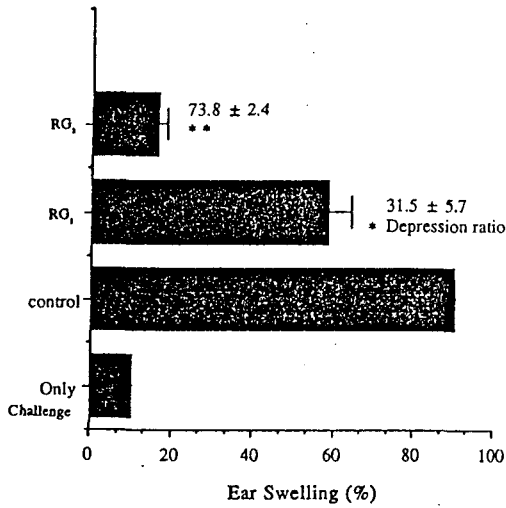 RG₃
73.8 ± 2.4
* *
RG₁
31.5 ± 5.7
* Depression ratio
control
Only
Challenge
0 20 40 60 80 100
Ear Swelling (%)